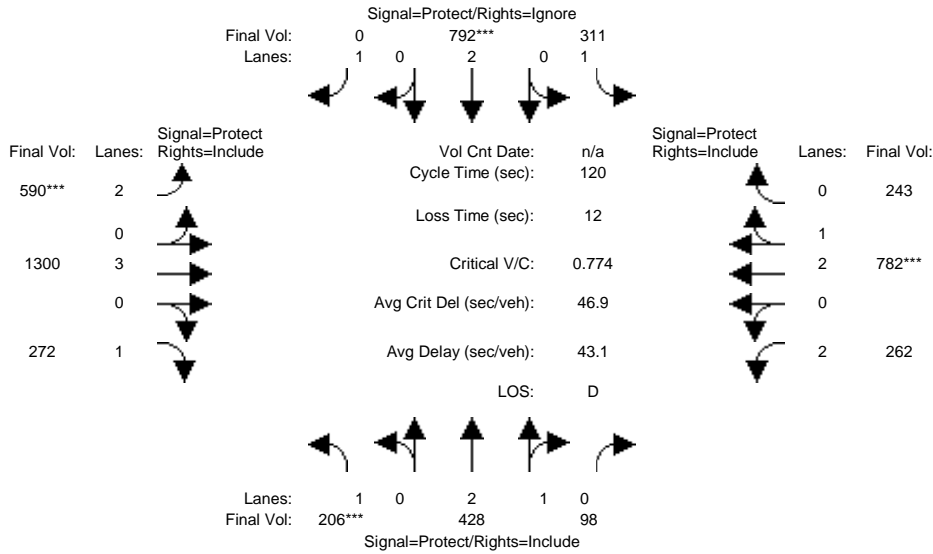 Signal=Protect/Rights=Ignore
Final Vol: 0 792*** 311
Lanes: 1 0 2 0 1
Signal=Protect
Final Vol: Lanes: Rights=Include
Vol Cnt Date: n/a
Signal=Protect
Rights=Include Lanes: Final Vol:
Cycle Time (sec): 120
590*** 2
0 243
Loss Time (sec): 12
0
1
1300 3
Critical V/C: 0.774
2 782***
0
Avg Crit Del (sec/veh): 46.9
0
272 1
Avg Delay (sec/veh): 43.1
2 262
LOS: D
Lanes: 1 0 2 1 0
Final Vol: 206*** 428 98
Signal=Protect/Rights=Include